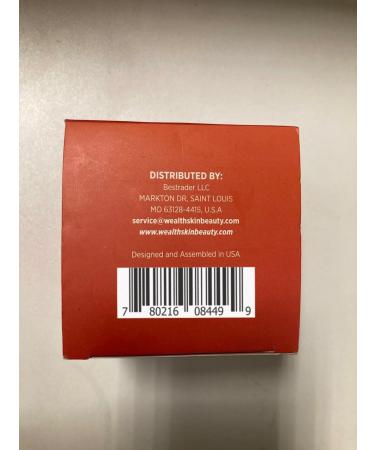 DISTRIBUTED BY:
Bestrader LLC
MARKTON DR, SAINT LOUIS
MO 63128-4415, U.S.A
service@wealthskinbeauty.com
www.wealthskinbeauty.com
Designed and Assembled in USA
7 80216 08449 9